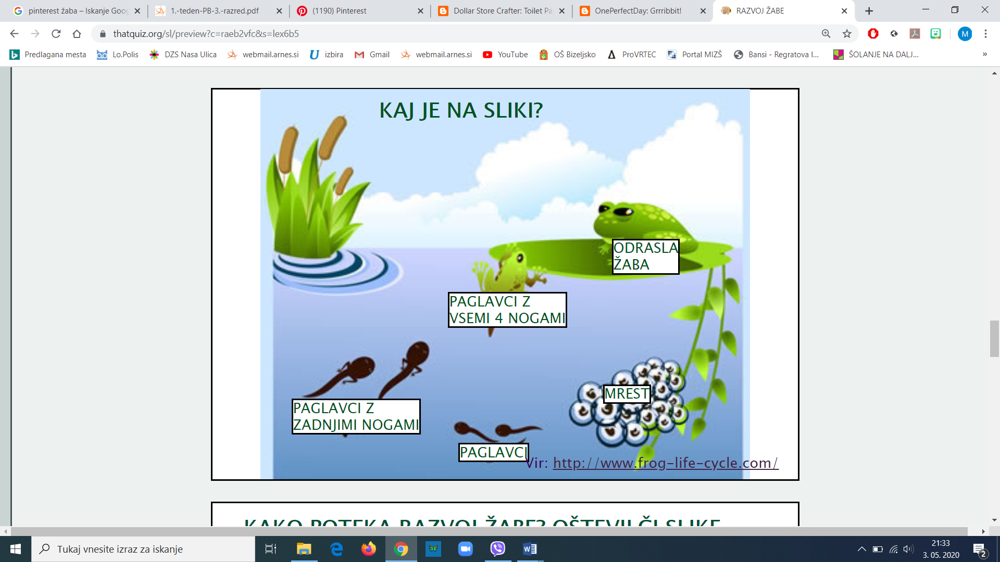 pinterest žaba – Iskanje Goog
1.-teden-PB-3.-razred.pdf
(1190) Pinterest
Dollar Store Crafter: Toilet Pa
OnePerfectDay: Grrribbit!
RAZVOJ ŽABE
thatquiz.org/sl/preview?c=raeb2vfc&s=lex6b5
M
Predlagana mesta
Lo.Polis
DZS Nasa Ulica
webmail.arnes.si
izbira
Gmail
webmail.arnes.si
YouTube
OŠ Bizeljsko
ProVRTEC
Portal MIZŠ
Bansi - Regratova l...
ŠOLANJE NA DALJ...
KAJ JE NA SLIKI?
ODRASLA
ŽABA
PAGLAVCI Z
VSEMI 4 NOGAMI
MREST
PAGLAVCI Z
ZADNJIMI NOGAMI
PAGLAVCI
Vir: http://www.frog-life-cycle.com/
KAKO POTEKA RAZVOJ ŽABE? OŠTEVILČI SLIKE
Tukaj vnesite izraz za iskanje
21:33
3. 05. 2020
2